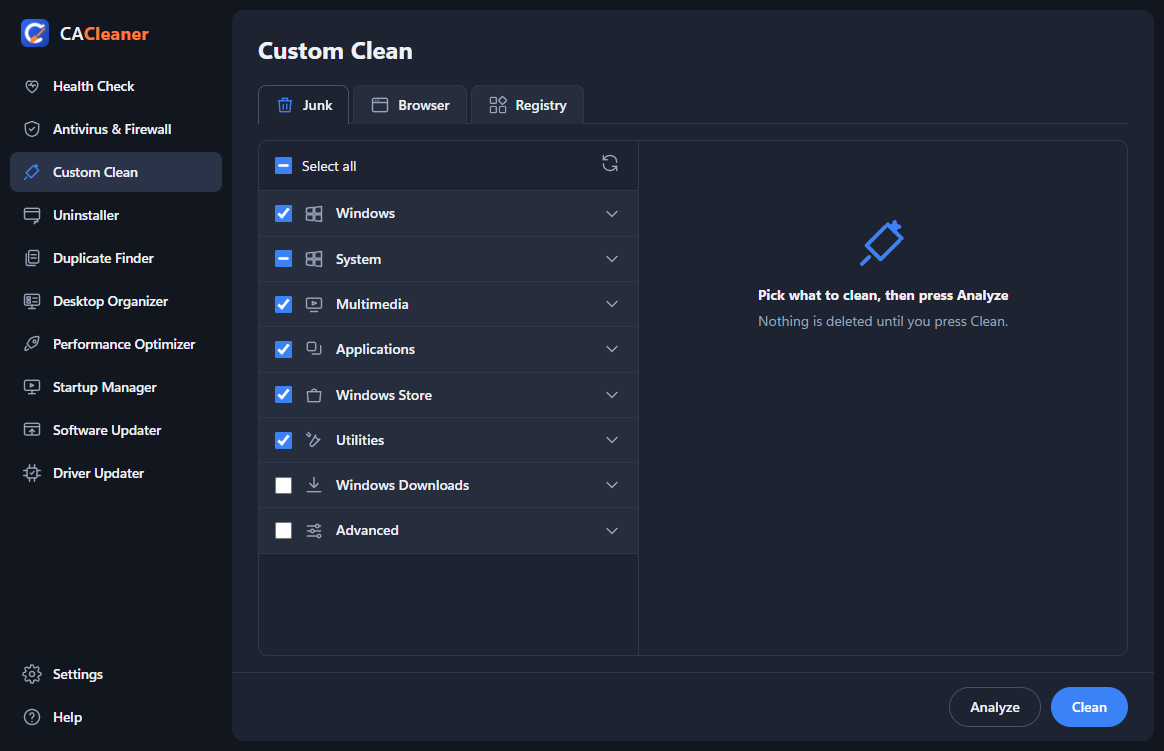 CACleaner
Health Check
Antivirus & Firewall
Custom Clean
Uninstaller
Duplicate Finder
Desktop Organizer
Performance Optimizer
Startup Manager
Software Updater
Driver Updater
Settings
Help
Custom Clean
Junk
Browser
Registry
Select all
Windows
System
Multimedia
Applications
Windows Store
Utilities
Windows Downloads
Advanced
Pick what to clean, then press Analyze
Nothing is deleted until you press Clean.
Analyze
Clean